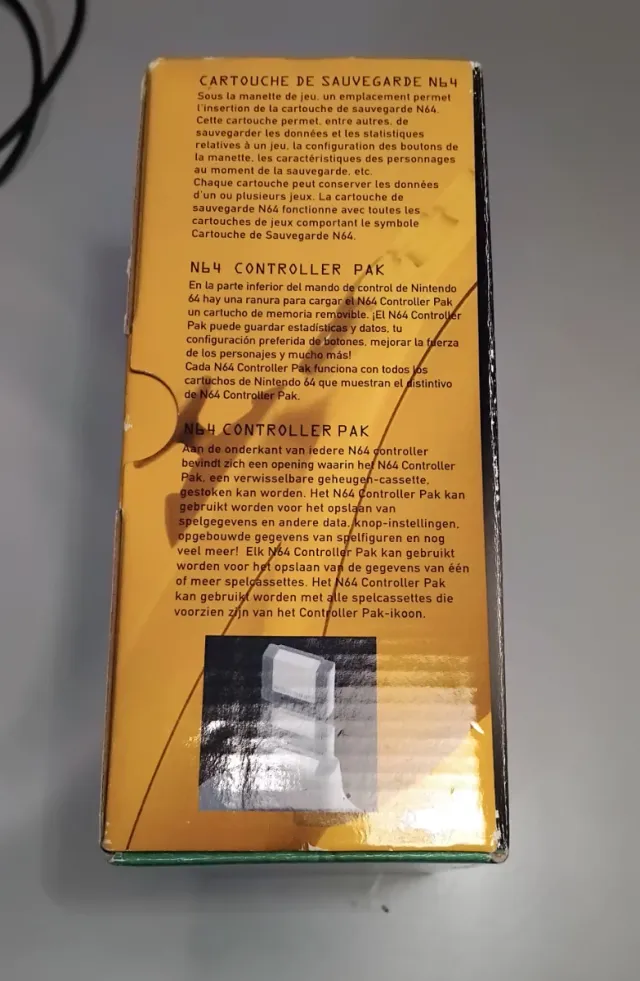 CARTOUCHE DE SAUVEGARDE N64
Sous la manette de jeu, un emplacement permet
l'insertion de la cartouche de sauvegarde N64.
Cette cartouche permet, entre autres, de
sauvegarder les données et les statistiques
relatives à un jeu, la configuration des boutons de
la manette, les caractéristiques des personnages
au moment de la sauvegarde, etc.
Chaque cartouche peut conserver les données
d'un ou plusieurs jeux. La cartouche de
sauvegarde N64 fonctionne avec toutes les
cartouches de jeux comportant le symbole
Cartouche de Sauvegarde N64.
N64 CONTROLLER PAK
En la parte inferior del mando de control de Nintendo
64 hay una ranura para cargar el N64 Controller Pak
un cartucho de memoria removible. ¡El N64 Controller
Pak puede guardar estadísticas y datos, tu
configuración preferida de botones, mejorar la fuerza
de los personajes y mucho más!
Cada N64 Controller Pak funciona con todos los
cartuchos de Nintendo 64 que muestran el distintivo
de N64 Controller Pak.
N64 CONTROLLER PAK
Aan de onderkant van iedere N64 controller
bevindt zich een opening waarin het N64 Controller
Pak, een verwisselbare geheugen-cassette,
gestoken kan worden. Het N64 Controller Pak kan
gebruikt worden voor het opslaan van
spelgegevens en andere data, knop-instellingen,
opgebouwde gegevens van spelfiguren en nog
veel meer! Elk N64 Controller Pak kan gebruikt
worden voor het opslaan van de gegevens van één
of meer spelcassettes. Het N64 Controller Pak
kan gebruikt worden met alle spelcassettes die
voorzien zijn van het Controller Pak-ikoon.